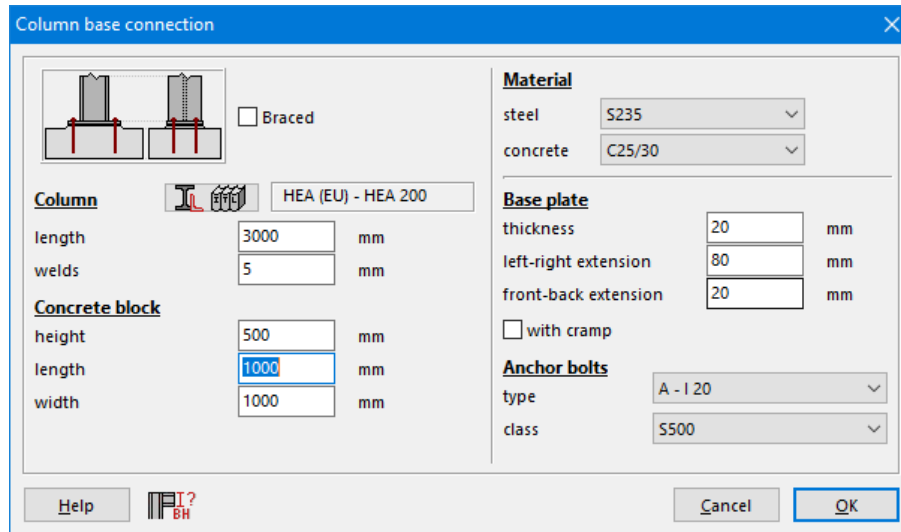 Column base connection
Braced
Column
HEA (EU) - HEA 200
length 3000 mm
welds 5 mm
Concrete block
height 500 mm
length 1000 mm
width 1000 mm
Material
steel S235
concrete C25/30
Base plate
thickness 20 mm
left-right extension 80 mm
front-back extension 20 mm
with cramp
Anchor bolts
type A - I 20
class S500
Help
I?
BH
Cancel
OK